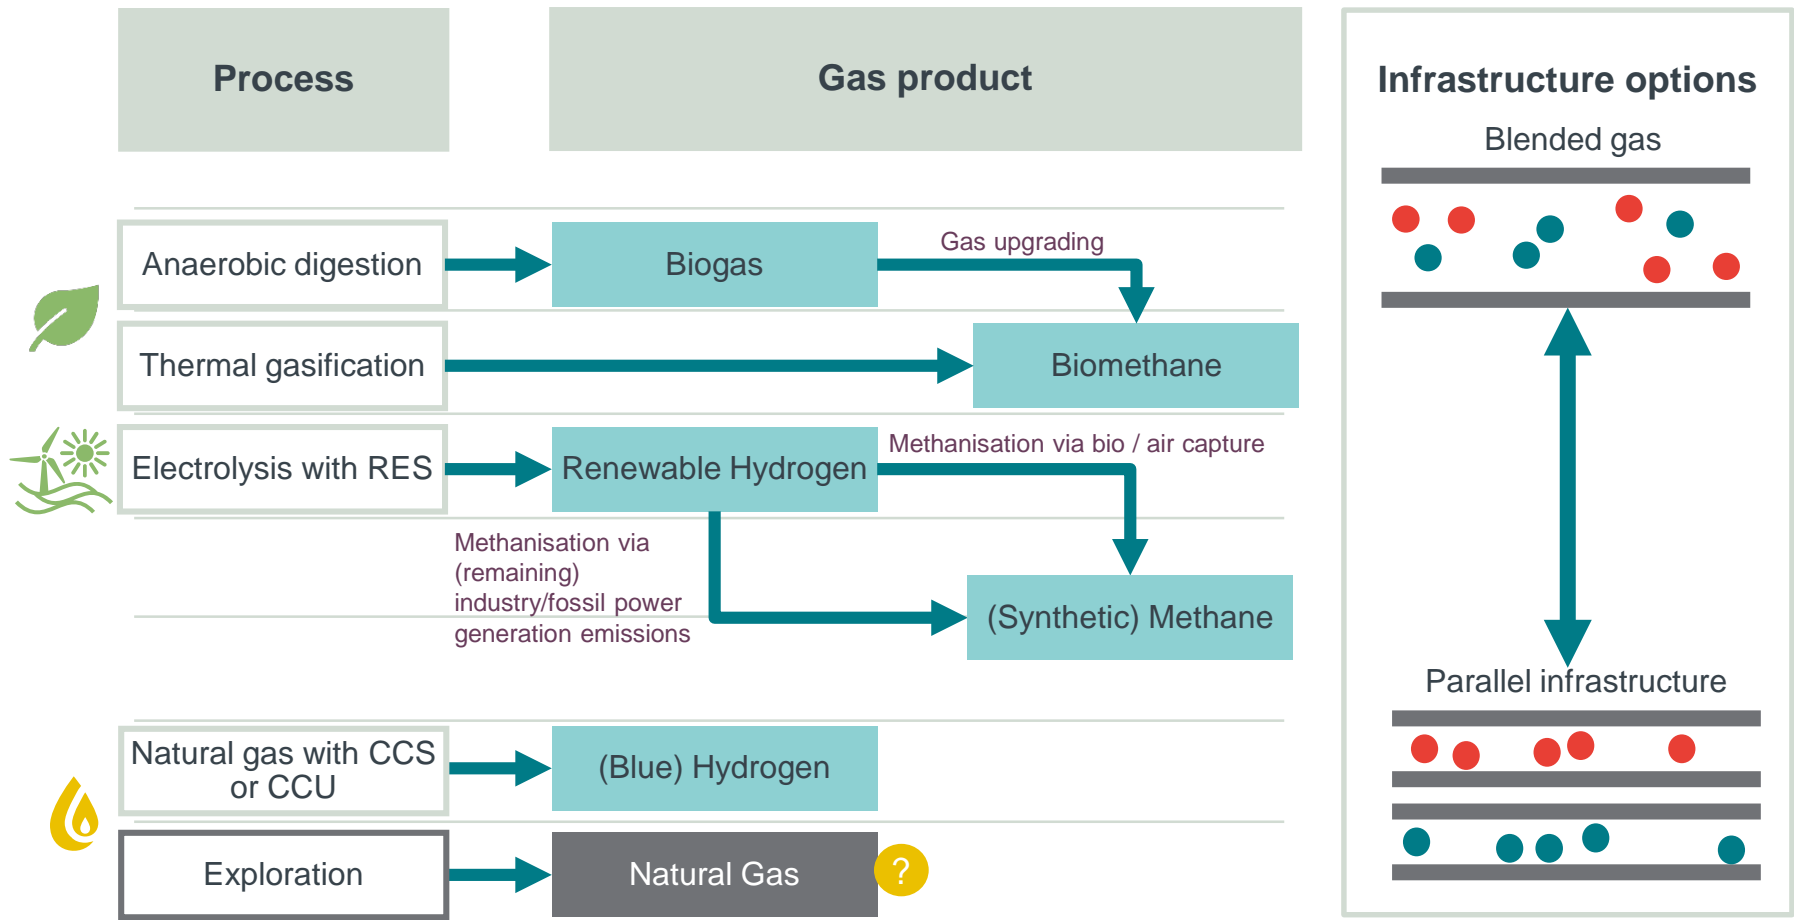 Process
Gas product
Infrastructure options
Blended gas
Anaerobic digestion
Biogas
Gas upgrading
Thermal gasification
Biomethane
Electrolysis with RES
Renewable Hydrogen
Methanisation via bio / air capture
Methanisation via
(remaining)
industry/fossil power
generation emissions
(Synthetic) Methane
Parallel infrastructure
Natural gas with CCS
or CCU
(Blue) Hydrogen
Exploration
Natural Gas
?